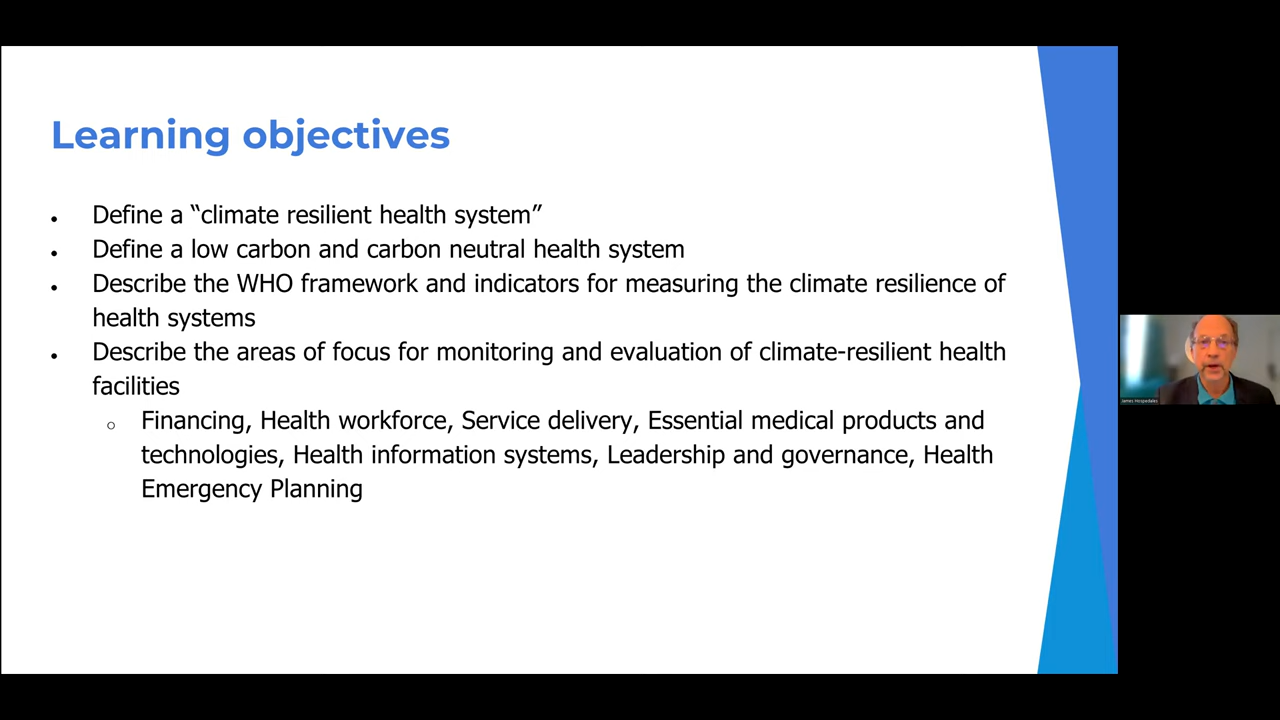 Learning objectives
• Define a “climate resilient health system”
• Define a low carbon and carbon neutral health system
• Describe the WHO framework and indicators for measuring the climate resilience of
health systems
• Describe the areas of focus for monitoring and evaluation of climate-resilient health
facilities
○ Financing, Health workforce, Service delivery, Essential medical products and
technologies, Health information systems, Leadership and governance, Health
Emergency Planning
James Hospedales